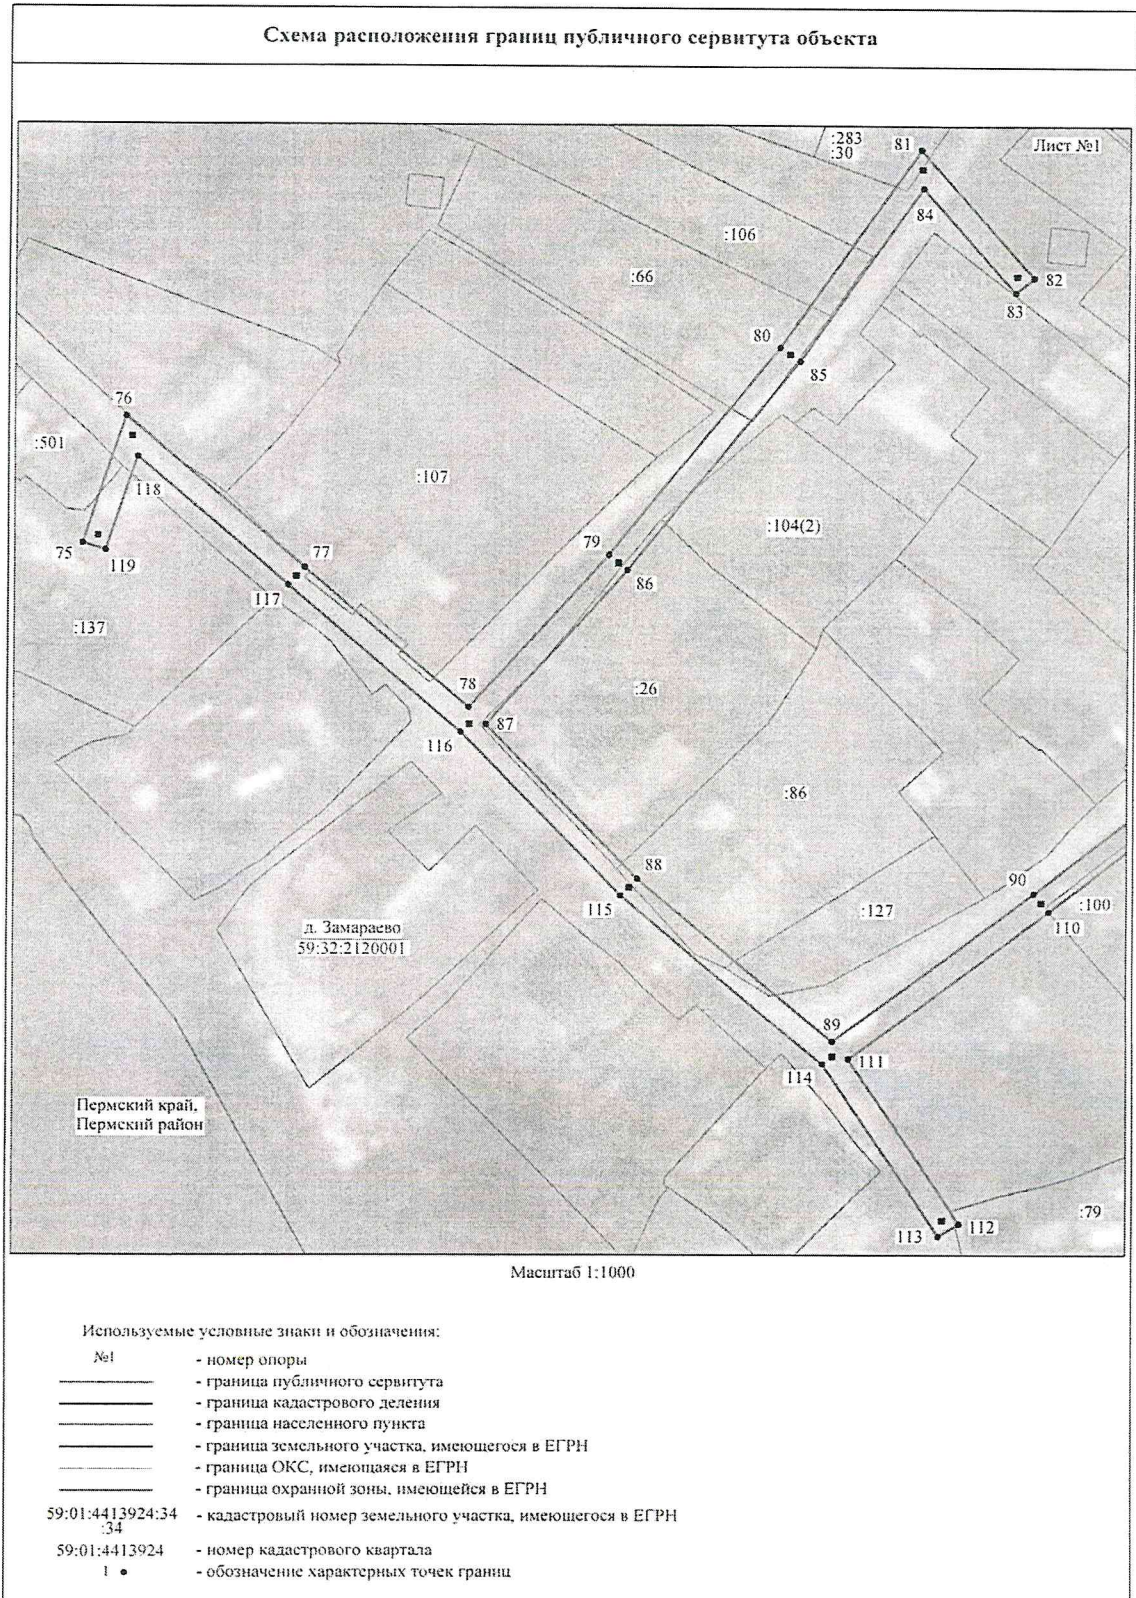 Схема расположения границ публичного сервитута объекта
:283
:30
81
Лист №1
84
:106
:66
82
83
80
85
76
:501
118
:107
:104(2)
75
119
77
79
86
117
:137
78
:26
87
116
:86
88
90
115
:127
:100
110
д. Замараево
59:32:2120001
89
111
114
Пермский край,
Пермский район
:79
112
113
Масштаб 1:1000
Используемые условные знаки и обозначения:
№1 - номер опоры
- граница публичного сервитута
- граница кадастрового деления
- граница населенного пункта
- граница земельного участка, имеющегося в ЕГРН
- граница ОКС, имеющаяся в ЕГРН
- граница охранной зоны, имеющейся в ЕГРН
59:01:4413924:34 - кадастровый номер земельного участка, имеющегося в ЕГРН
:34
59:01:4413924 - номер кадастрового квартала
1 - обозначение характерных точек границ